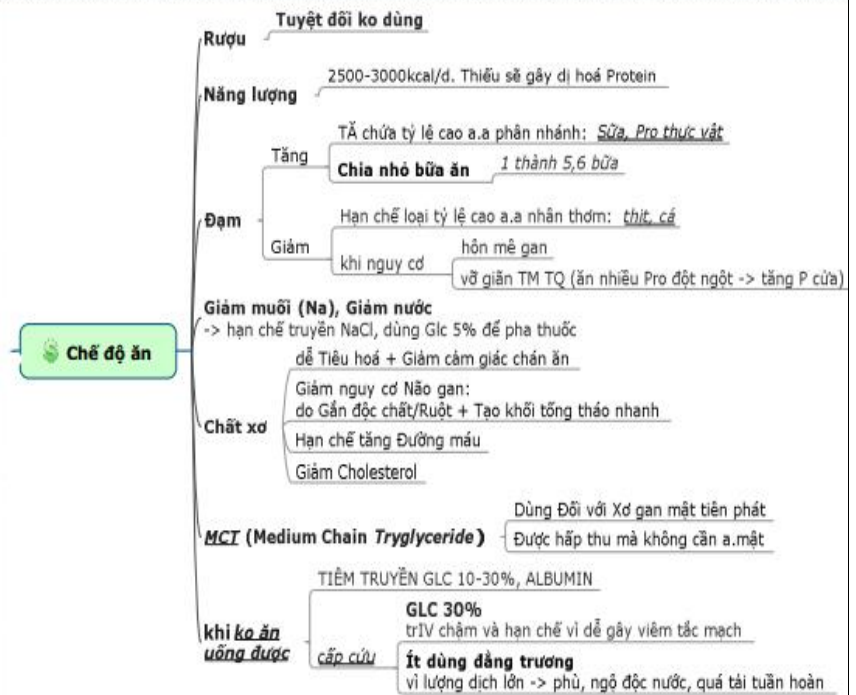 Rượu
Tuyệt đối ko dùng
Năng lượng
2500-3000kcal/d. Thiếu sẽ gây dị hoá Protein
Đạm
Tăng
TĂ chứa tỷ lệ cao a.a phân nhánh: Sữa, Pro thực vật
Chia nhỏ bữa ăn
1 thành 5,6 bữa
Giảm
Hạn chế loại tỷ lệ cao a.a nhân thơm: thịt, cá
khi nguy cơ
hôn mê gan
vỡ giãn TM TQ (ăn nhiều Pro đột ngột -> tăng P cửa)
Giảm muối (Na), Giảm nước
-> hạn chế truyền NaCl, dùng Glc 5% để pha thuốc
Chế độ ăn
Chất xơ
dễ Tiêu hoá + Giảm cảm giác chán ăn
Giảm nguy cơ Não gan:
do Gắn độc chất/Ruột + Tạo khối tống tháo nhanh
Hạn chế tăng Đường máu
Giảm Cholesterol
MCT (Medium Chain Tryglyceride)
Dùng Đối với Xơ gan mật tiên phát
Được hấp thu mà không cần a.mật
khi ko ăn
uống được
TIÊM TRUYỀN GLC 10-30%, ALBUMIN
cấp cứu
GLC 30%
trIV chậm và hạn chế vì dễ gây viêm tắc mạch
Ít dùng đẳng trương
vì lượng dịch lớn -> phù, ngộ độc nước, quá tải tuần hoàn